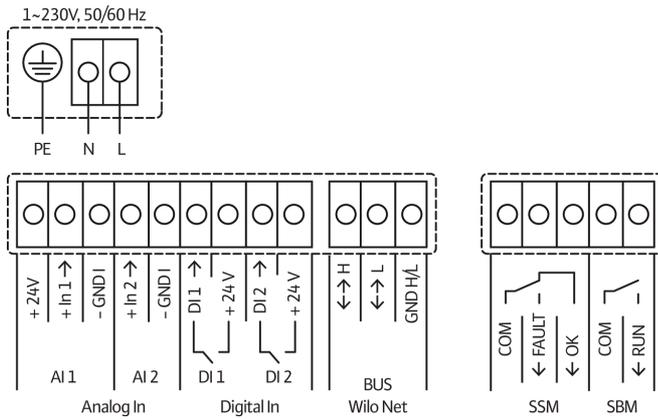 1~230V, 50/60 Hz
PE N L
+ 24V
+ In 1 →
- GND I
+ In 2 →
- GND I
DI 1 →
+ 24 V
DI 2 →
+ 24 V
←→ H
←→ L
GND H/L
COM
← FAULT
← OK
COM
← RUN
AI 1 AI 2 DI 1 DI 2 BUS
Analog In Digital In Wilo Net SSM SBM